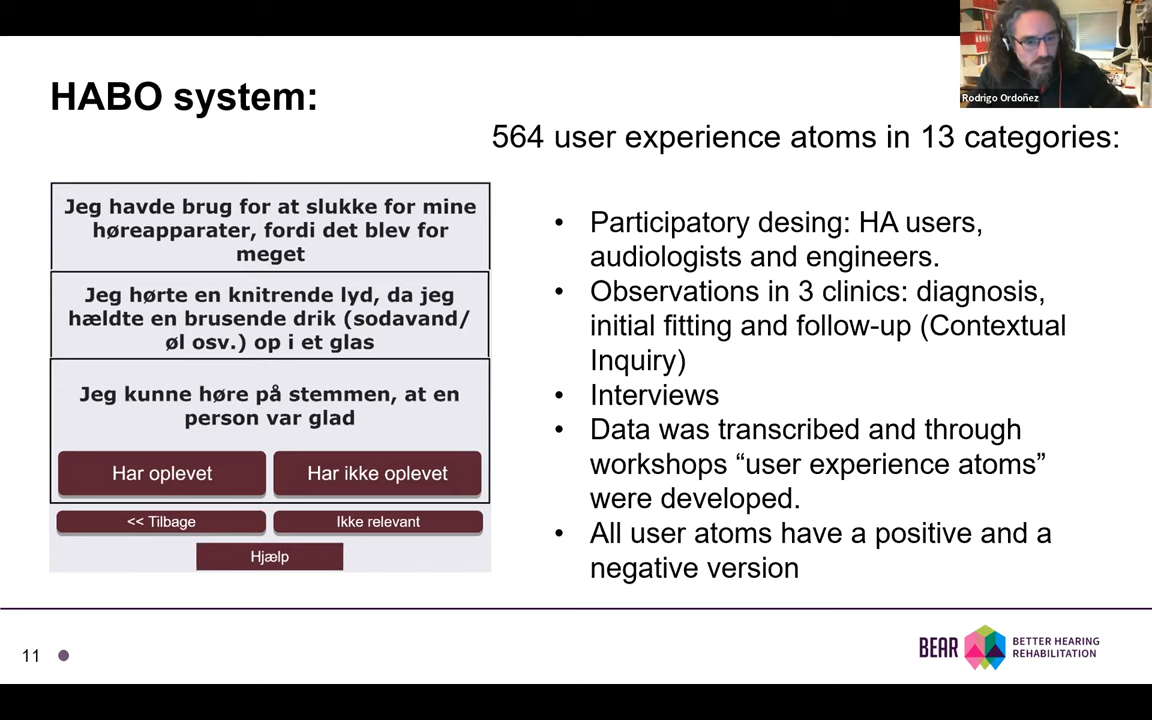 Rodrigo Ordoñez
HABO system:
564 user experience atoms in 13 categories:
Jeg havde brug for at slukke for mine
høreapparater, fordi det blev for
meget
Jeg hørte en knitrende lyd, da jeg
hældte en brusende drik (sodavand/
øl osv.) op i et glas
Jeg kunne høre på stemmen, at en
person var glad
Har oplevet
Har ikke oplevet
<< Tilbage
Ikke relevant
Hjælp
• Participatory desing: HA users,
audiologists and engineers.
• Observations in 3 clinics: diagnosis,
initial fitting and follow-up (Contextual
Inquiry)
• Interviews
• Data was transcribed and through
workshops “user experience atoms”
were developed.
• All user atoms have a positive and a
negative version
11
BEAR
BETTER HEARING
REHABILITATION